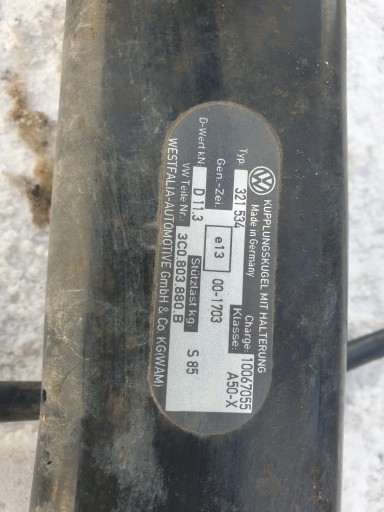 KUPPLUNGSKUGEL MIT HALTERUNG
Made in Germany
Charge: 10067055
Typ: 321 534 Klasse: A50-X
Gen.-Zei. e13 00-1703
D-Wert kN D 11,3 Stützlast kg S 85
VW Teile Nr. 3C0.803.880.B
WESTFALIA-AUTOMOTIVE GmbH & Co. KG(WAM)